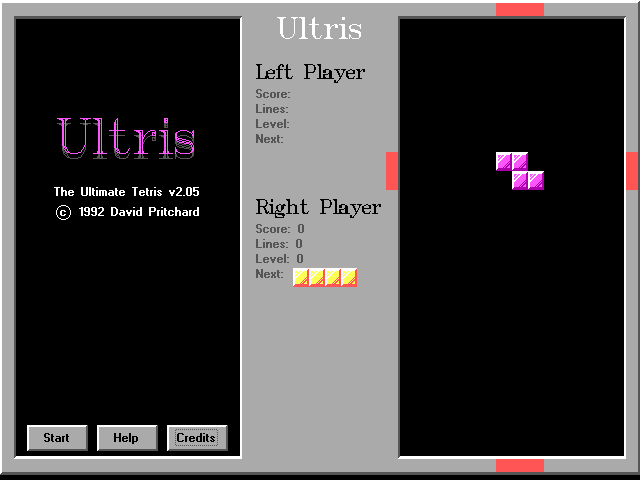 Ultris
Ultris
The Ultimate Tetris v2.05
© 1992 David Pritchard
Start
Help
Credits
Left Player
Score:
Lines:
Level:
Next:
Right Player
Score: 0
Lines: 0
Level: 0
Next: